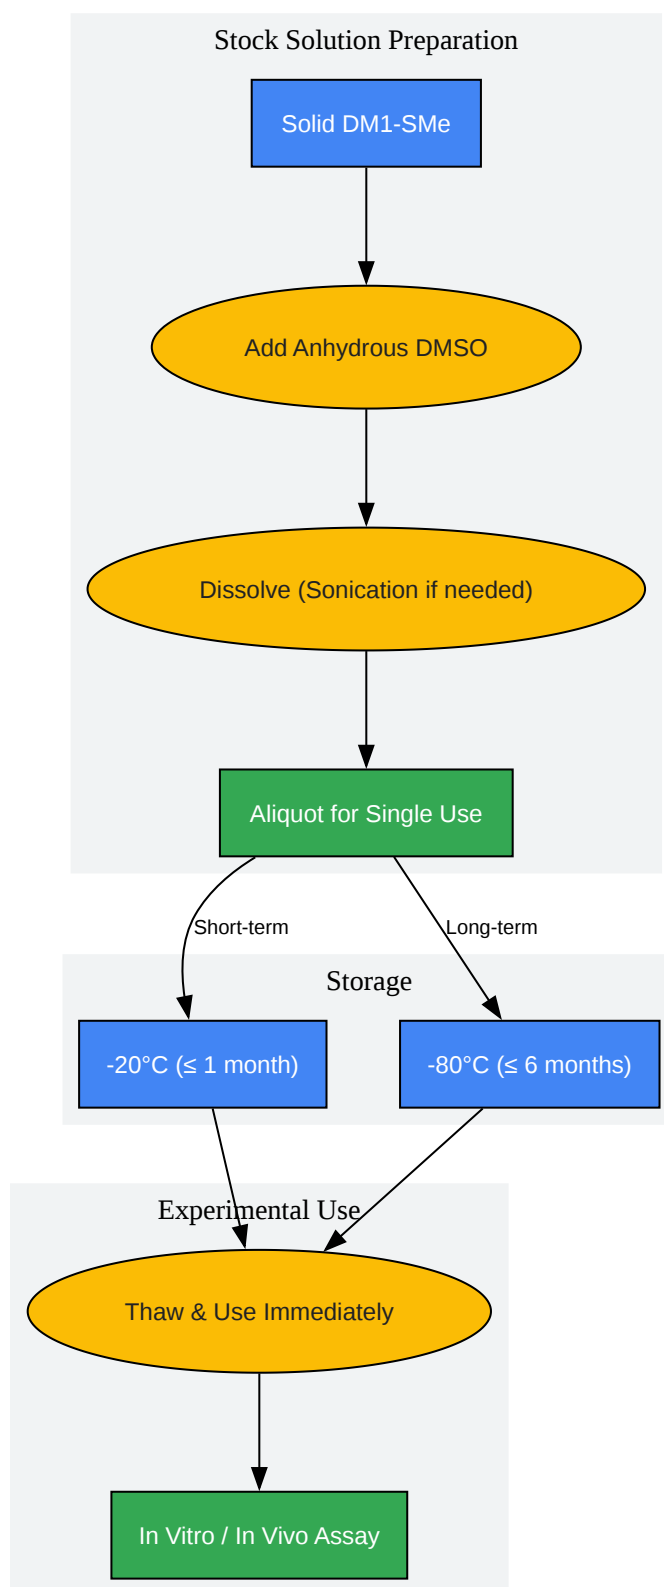 Stock Solution Preparation
Solid DM1-SMe
Add Anhydrous DMSO
Dissolve (Sonication if needed)
Aliquot for Single Use
Short-term
Long-term
Storage
-20°C (≤ 1 month)
-80°C (≤ 6 months)
Experimental Use
Thaw & Use Immediately
In Vitro / In Vivo Assay